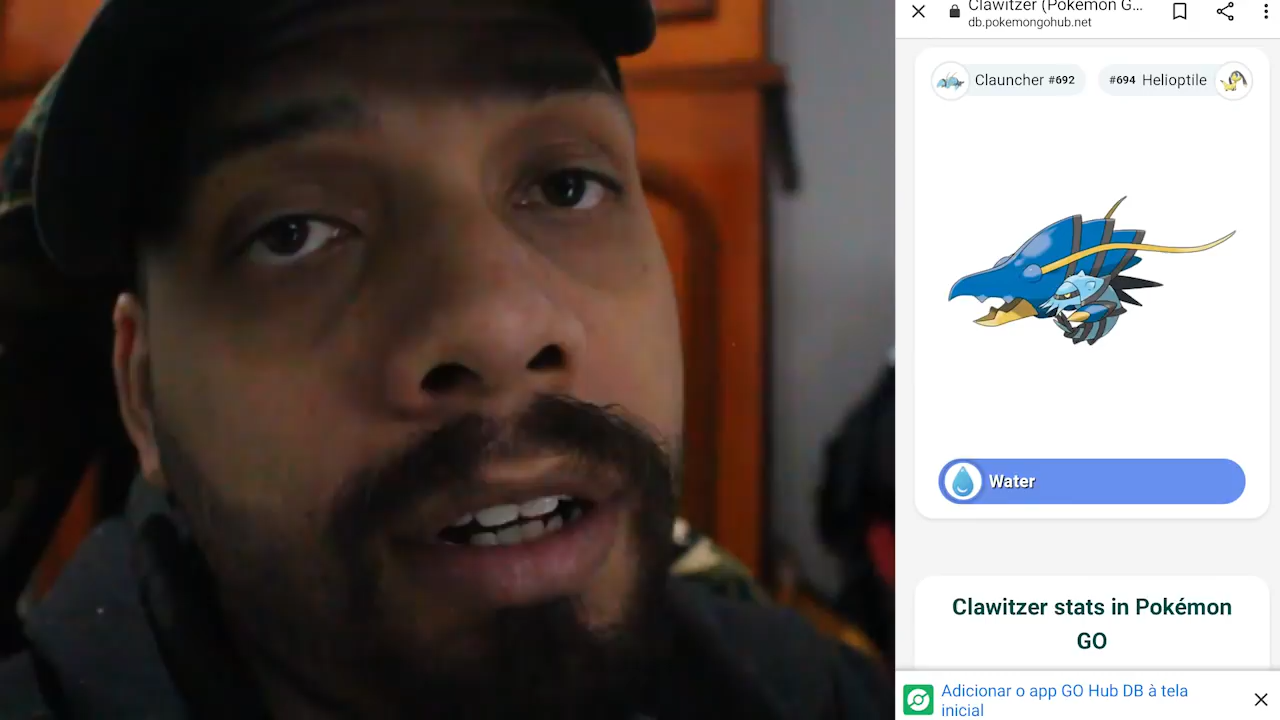 Clawitzer (Pokémon G...
db.pokemongohub.net
Clauncher #692
#694 Helioptile
Water
Clawitzer stats in Pokémon
GO
Adicionar o app GO Hub DB à tela
inicial